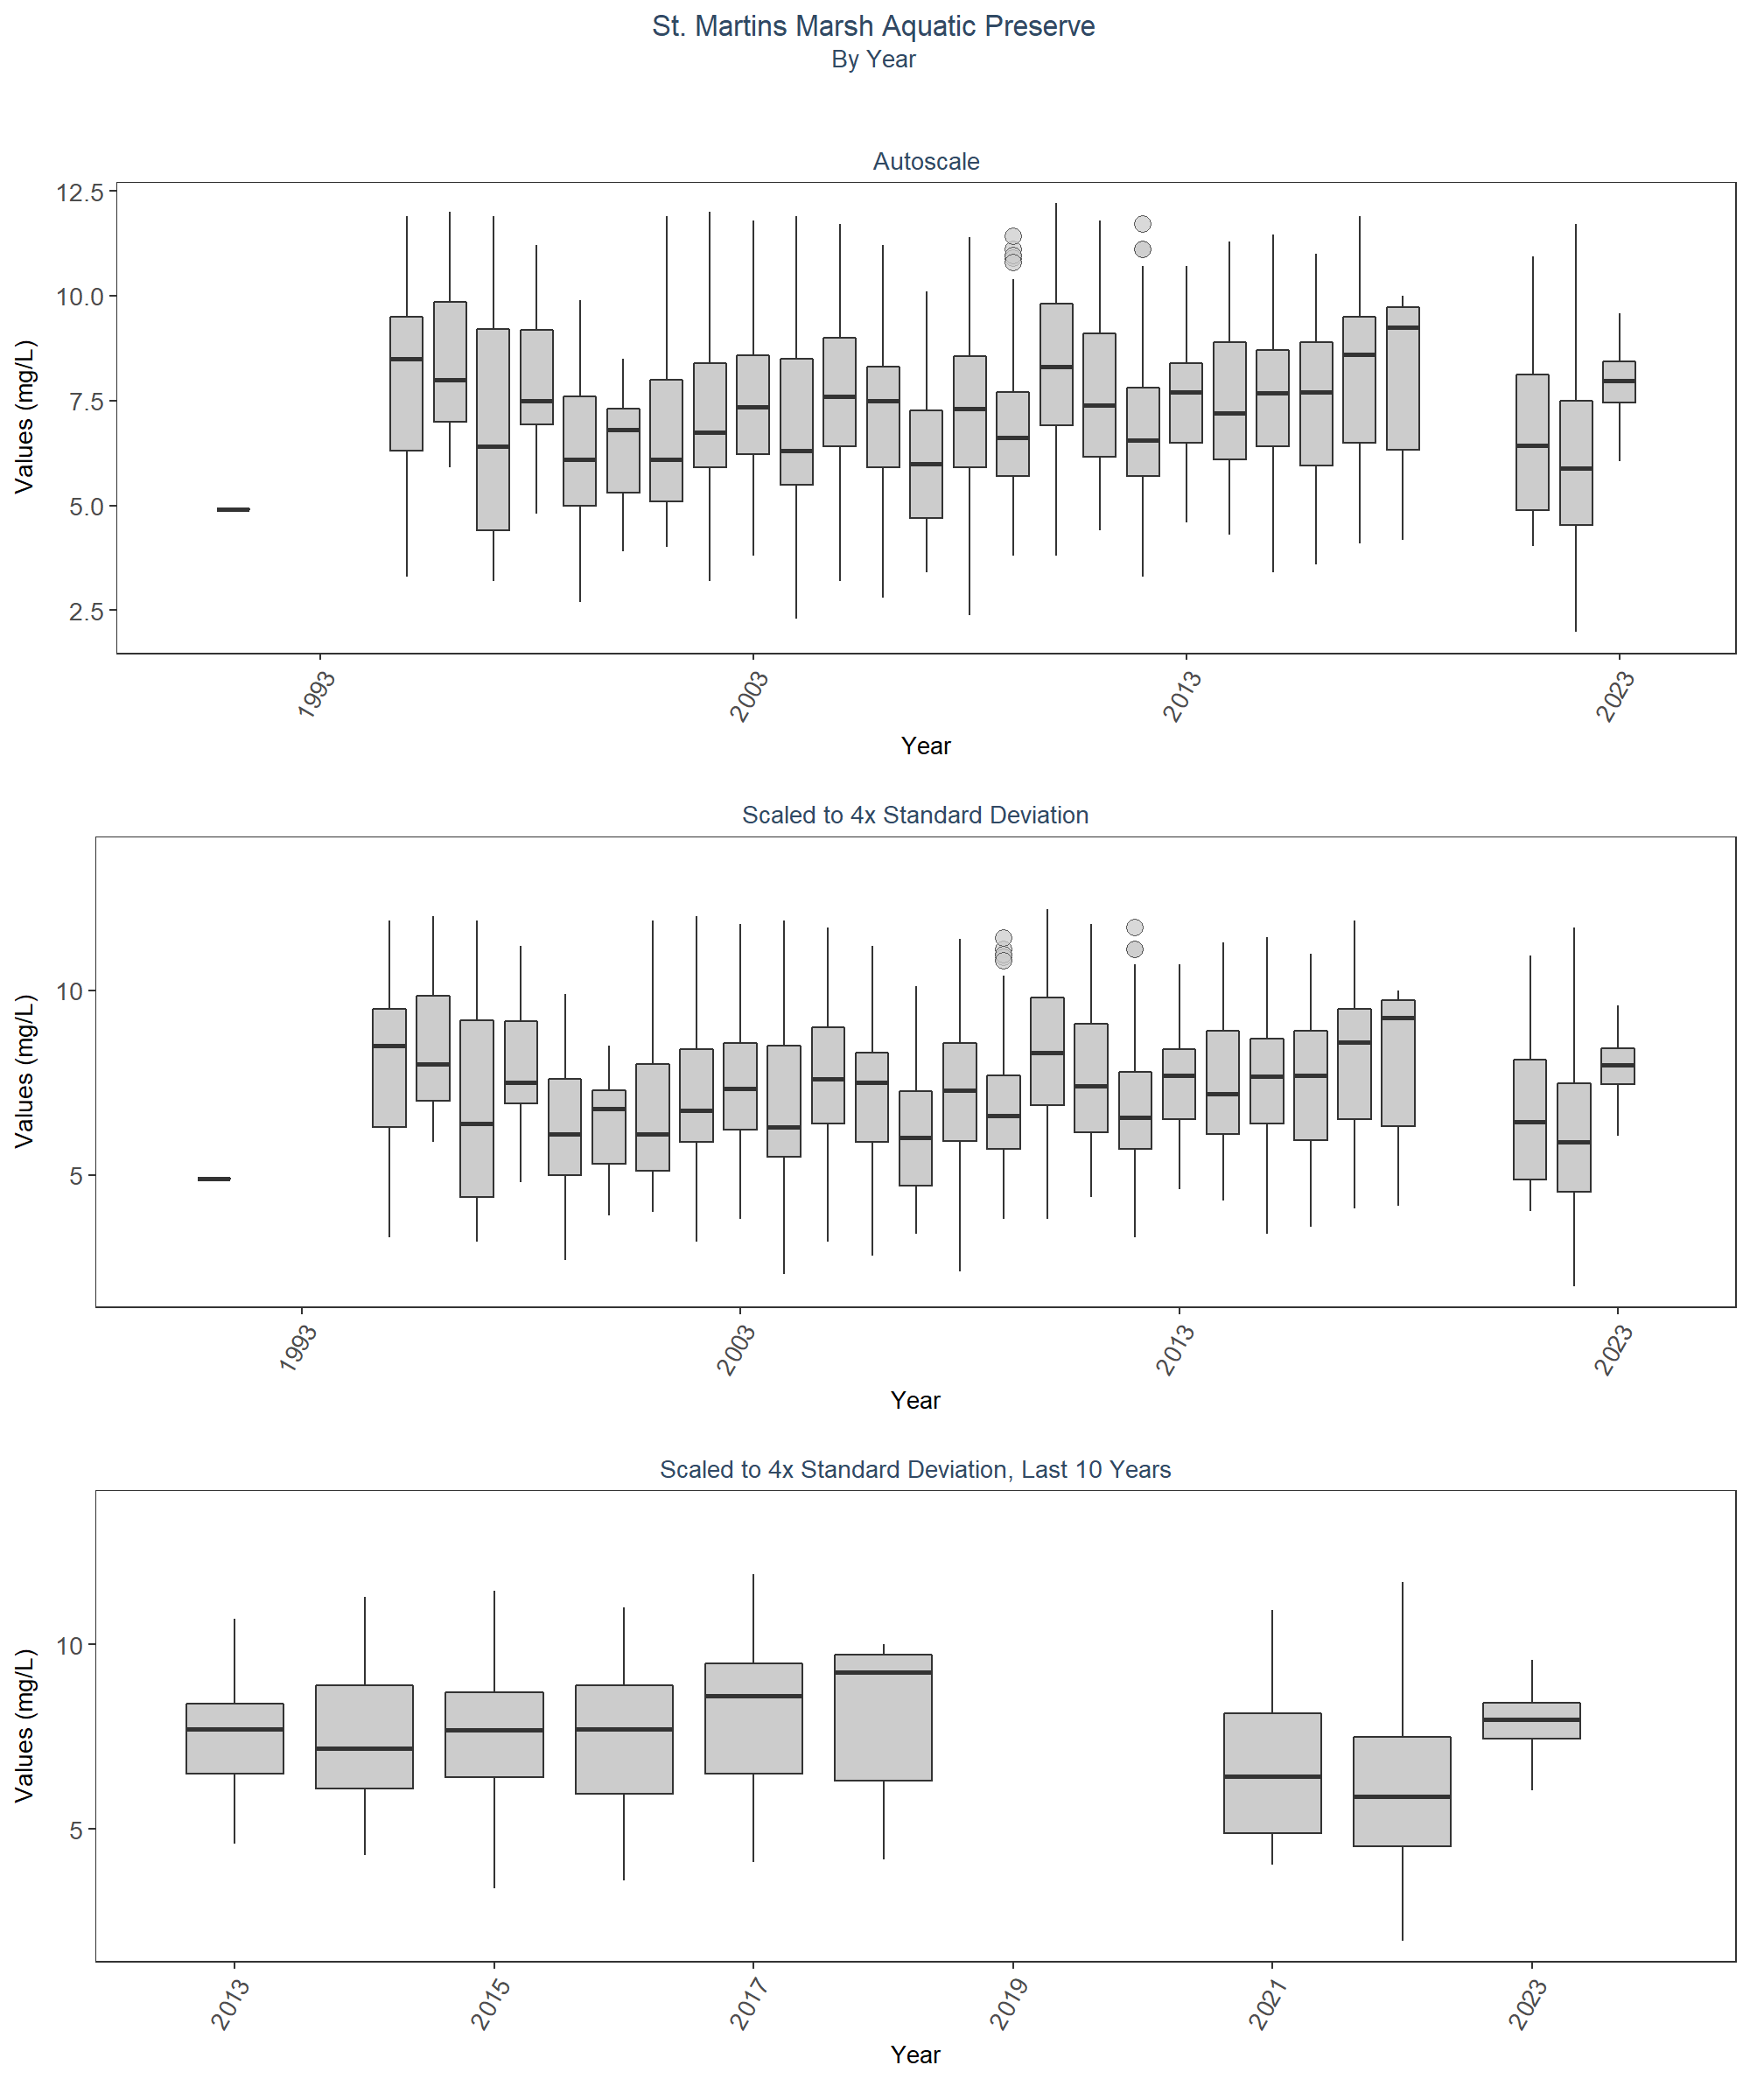 St. Martins Marsh Aquatic Preserve
By Year
Autoscale
12.5
10.0
7.5
5.0
2.5
Values (mg/L)
1993
2003
2013
2023
Year
Scaled to 4x Standard Deviation
10
5
Values (mg/L)
1993
2003
2013
2023
Year
Scaled to 4x Standard Deviation, Last 10 Years
10
5
Values (mg/L)
2013
2015
2017
2019
2021
2023
Year